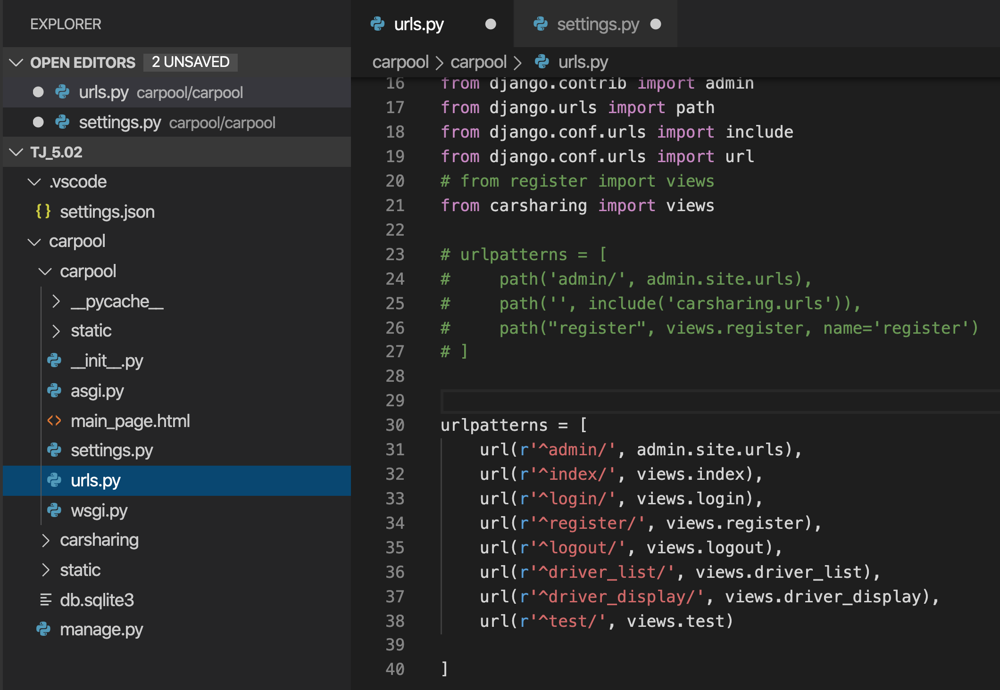 EXPLORER
OPEN EDITORS 2 UNSAVED
urls.py carpool/carpool
settings.py carpool/carpool
TJ_5.02
.vscode
{} settings.json
carpool
carpool
__pycache__
static
__init__.py
asgi.py
<> main_page.html
settings.py
urls.py
wsgi.py
carsharing
static
db.sqlite3
manage.py
urls.py
settings.py
carpool > carpool > urls.py
16 from django.contrib import admin
17 from django.urls import path
18 from django.conf.urls import include
19 from django.conf.urls import url
20 # from register import views
21 from carsharing import views
22
23 # urlpatterns = [
24 #     path('admin/', admin.site.urls),
25 #     path('', include('carsharing.urls')),
26 #     path("register", views.register, name='register')
27 # ]
28
29
30 urlpatterns = [
31     url(r'^admin/', admin.site.urls),
32     url(r'^index/', views.index),
33     url(r'^login/', views.login),
34     url(r'^register/', views.register),
35     url(r'^logout/', views.logout),
36     url(r'^driver_list/', views.driver_list),
37     url(r'^driver_display/', views.driver_display),
38     url(r'^test/', views.test)
39
40 ]